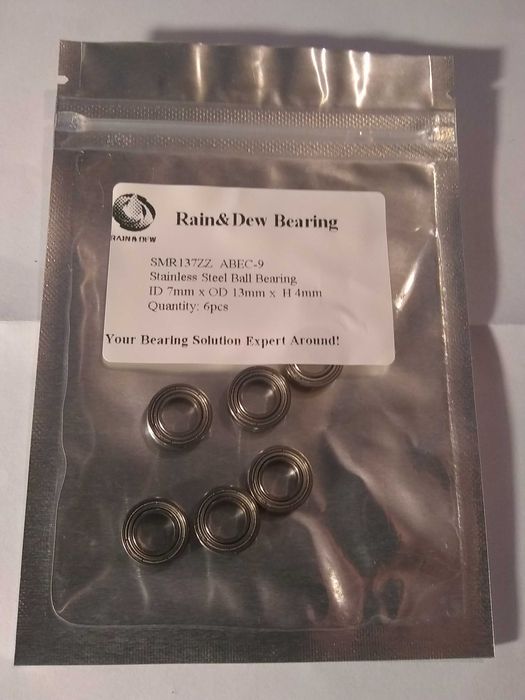 Rain&Dew Bearing
RAIN & DEW
SMR137ZZ ABEC-9
Stainless Steel Ball Bearing
ID 7mm x OD 13mm x H 4mm
Quantity: 6pcs
Your Bearing Solution Expert Around!